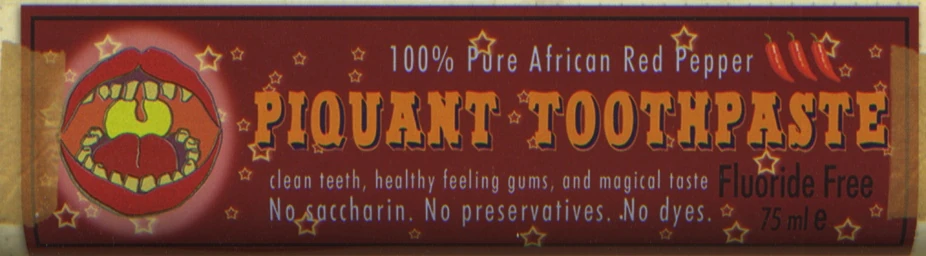 100% Pure African Red Pepper
PIQUANT TOOTHPASTE
clean teeth, healthy feeling gums, and magical taste
No saccharin. No preservatives. No dyes.
Fluoride Free
75 ml e